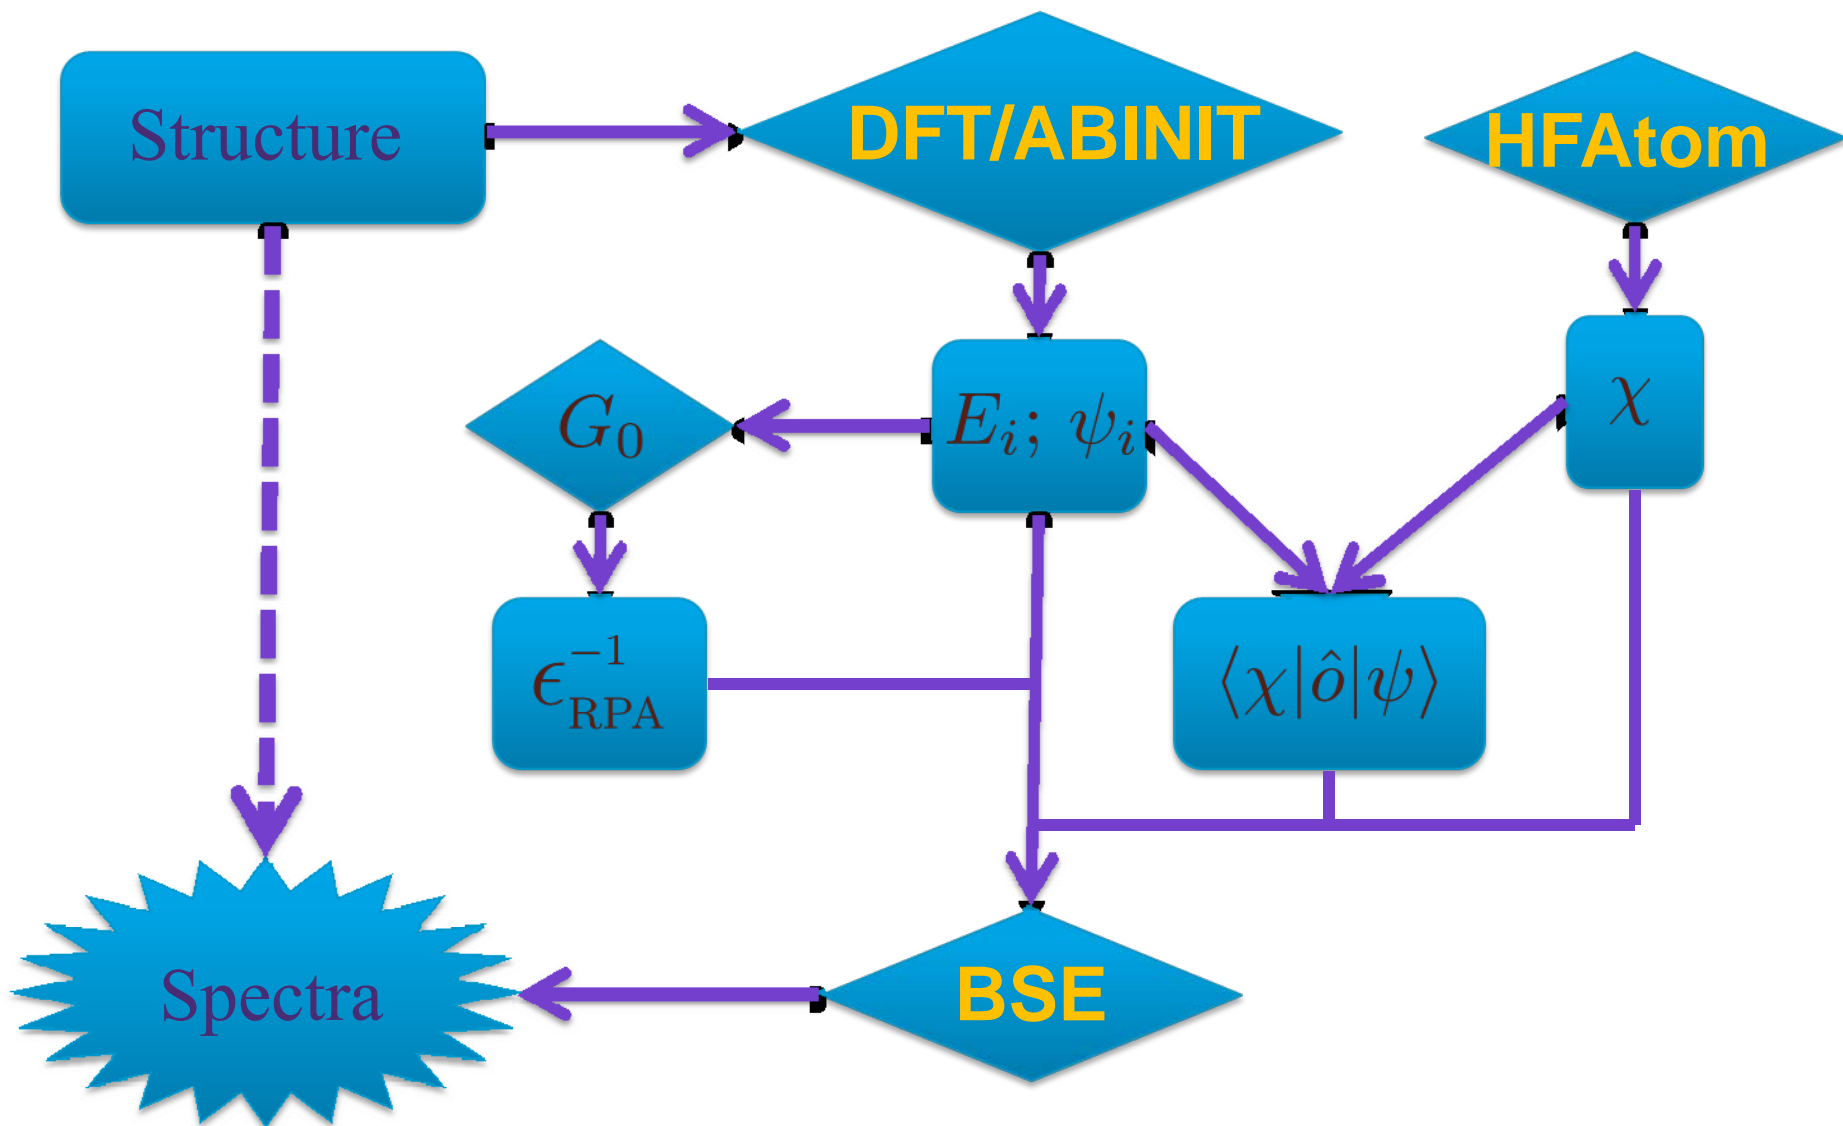 Structure
DFT/ABINIT
HFAtom
G₀
Eᵢ; ψᵢ
χ
ϵ⁻¹RPA
⟨χ|ô|ψ⟩
Spectra
BSE